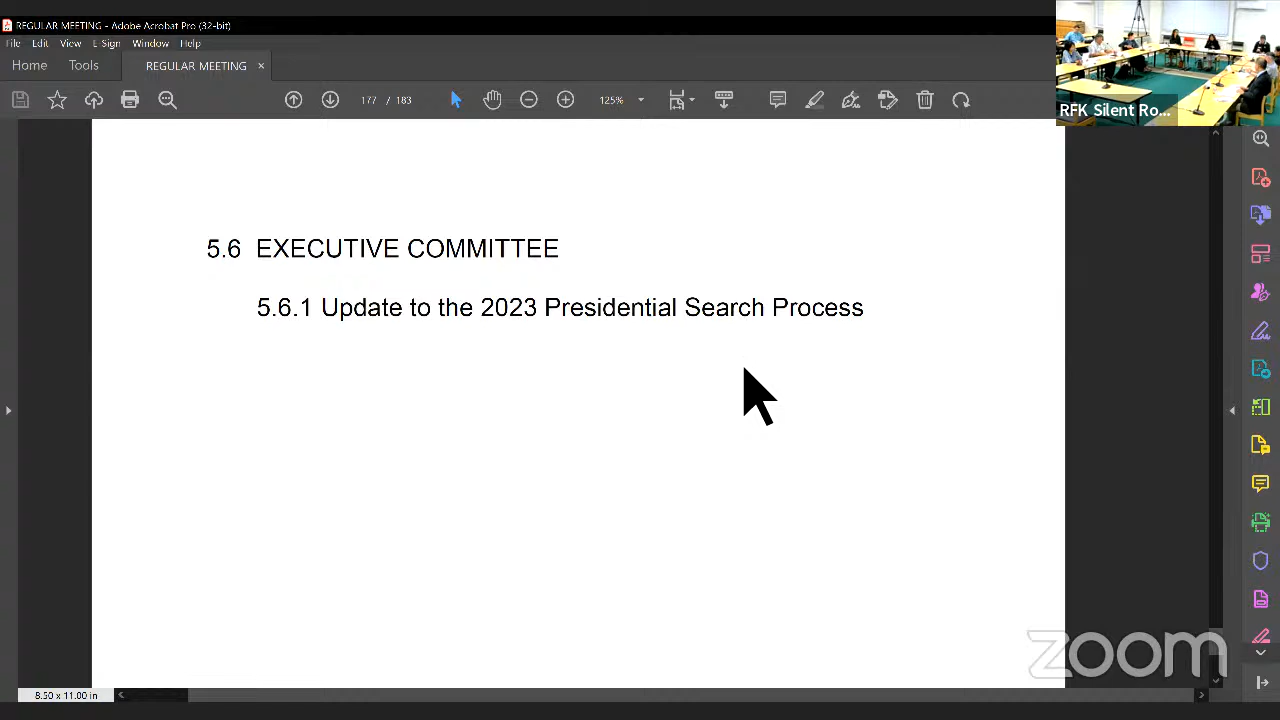 REGULAR MEETING - Adobe Acrobat Pro (32-bit)
File Edit View E-Sign Window Help
Home Tools REGULAR MEETING ×
177 / 183 125%
RFK Silent Ro...
5.6 EXECUTIVE COMMITTEE
5.6.1 Update to the 2023 Presidential Search Process
zoom
8.50 x 11.00 in